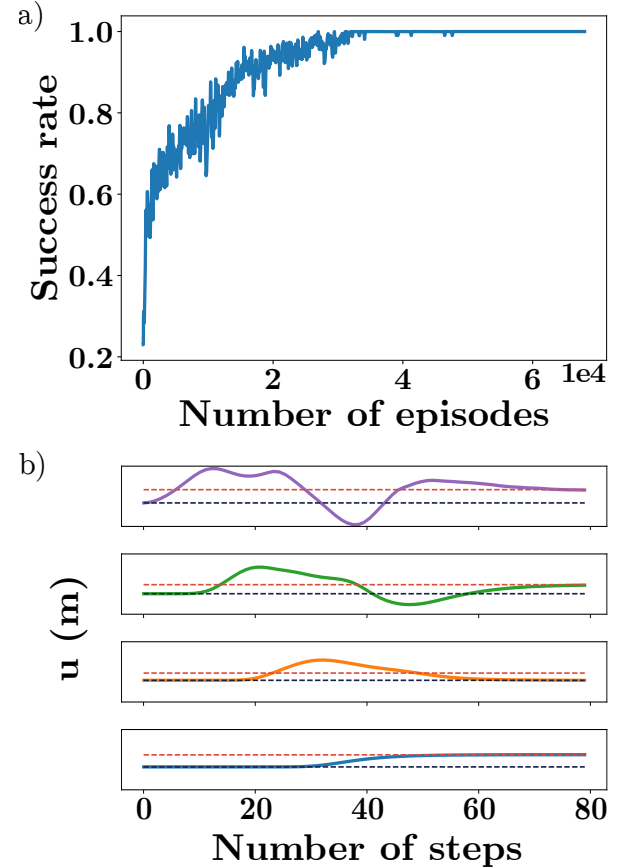 a)
Success rate
1.0
0.8
0.6
0.4
0.2
0 2 4 6 1e4
Number of episodes
b)
u (m)
0 20 40 60 80
Number of steps